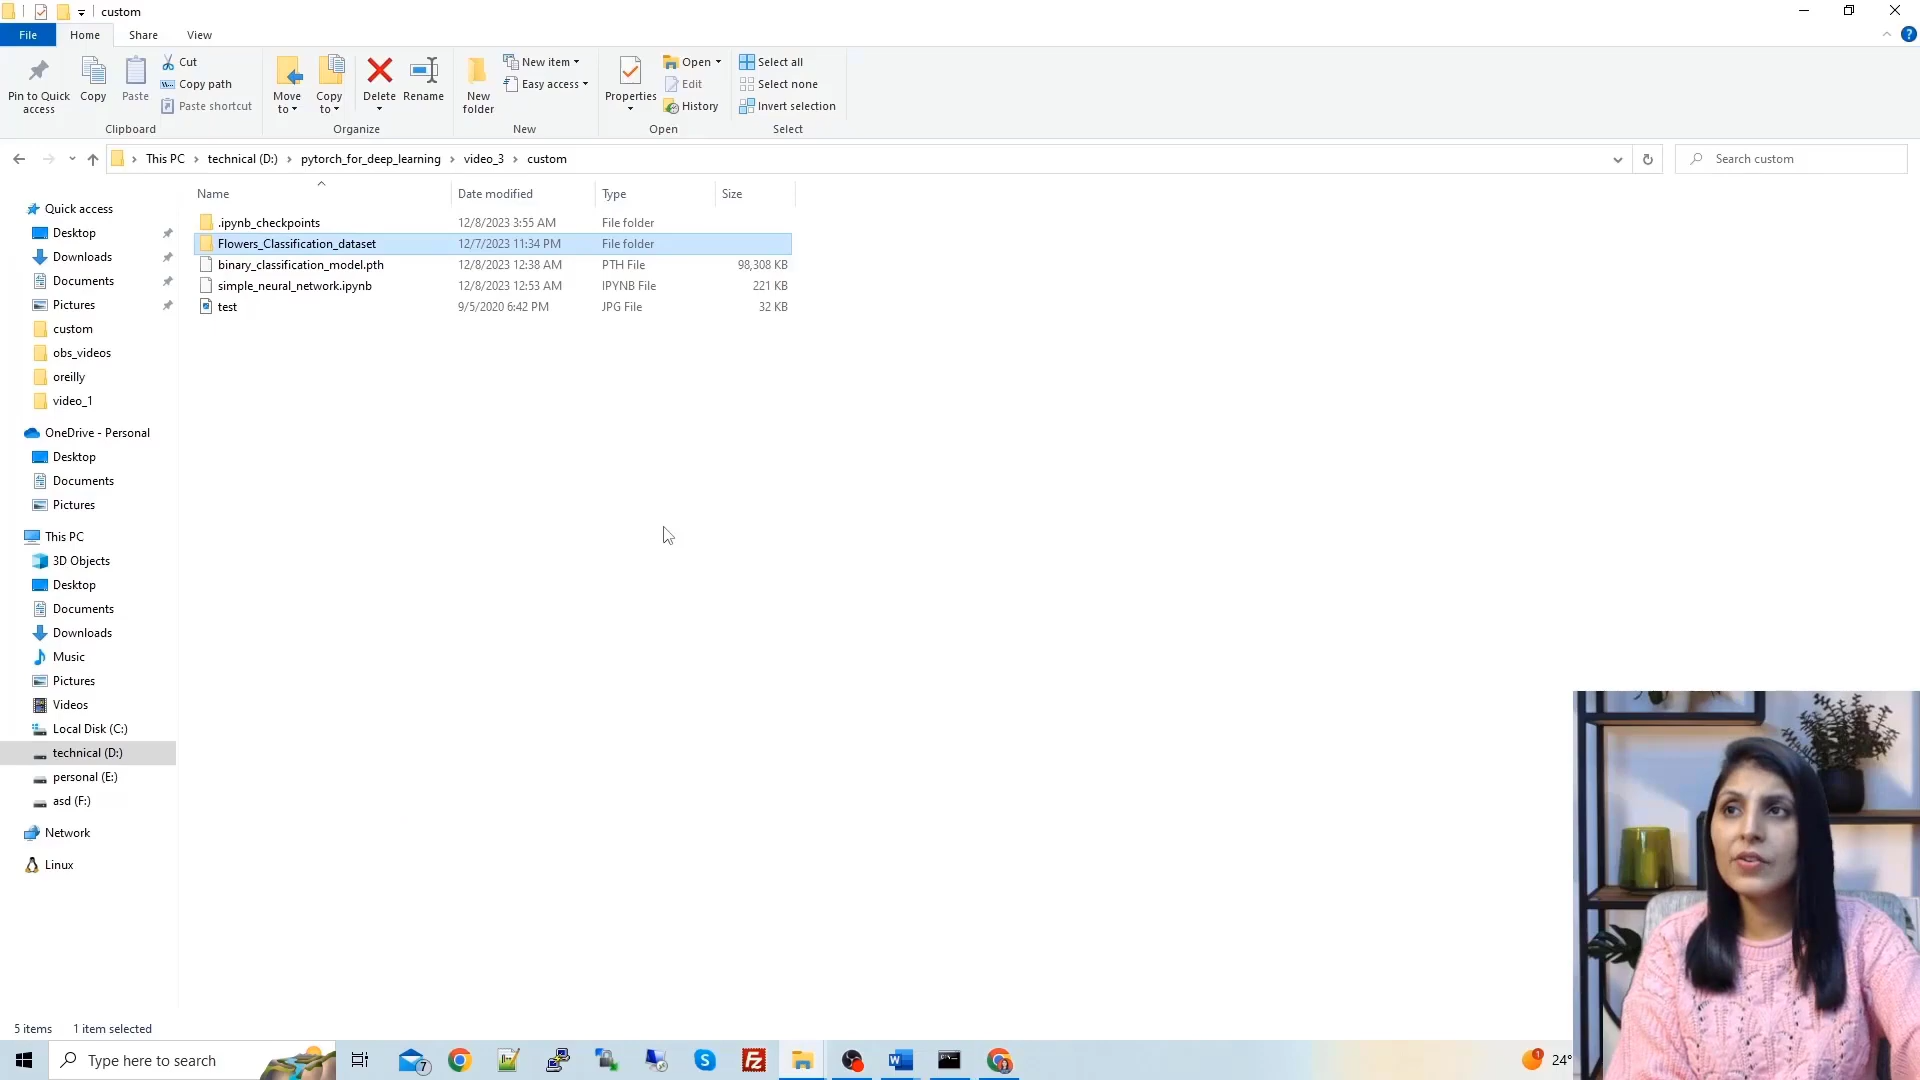 custom
File Home Share View
Pin to Quick access
Copy
Paste
Cut
Copy path
Paste shortcut
Clipboard
Move to
Copy to
Delete
Rename
Organize
New folder
New item
Easy access
New
Properties
Open
Edit
History
Open
Select all
Select none
Invert selection
Select
This PC > technical (D:) > pytorch_for_deep_learning > video_3 > custom
Search custom
Name Date modified Type Size
.ipynb_checkpoints 12/8/2023 3:55 AM File folder
Flowers_Classification_dataset 12/7/2023 11:34 PM File folder
binary_classification_model.pth 12/8/2023 12:38 AM PTH File 98,308 KB
simple_neural_network.ipynb 12/8/2023 12:53 AM IPYNB File 221 KB
test 9/5/2020 6:42 PM JPG File 32 KB
Quick access
Desktop
Downloads
Documents
Pictures
custom
obs_videos
oreilly
video_1
OneDrive - Personal
Desktop
Documents
Pictures
This PC
3D Objects
Desktop
Documents
Downloads
Music
Pictures
Videos
Local Disk (C:)
technical (D:)
personal (E:)
asd (F:)
Network
Linux
5 items 1 item selected
Type here to search
7
1
24°